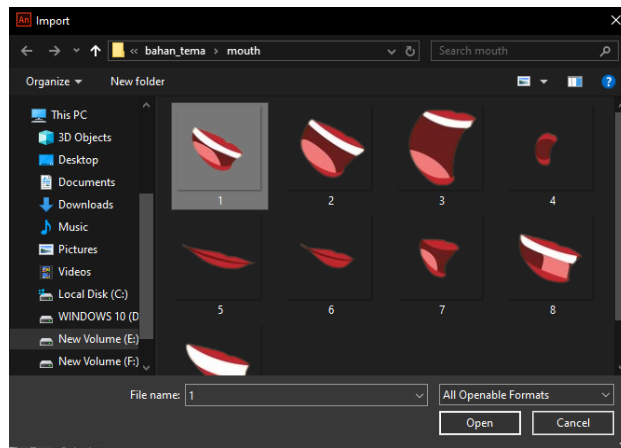 An Import
« bahan_tema › mouth
Search mouth
Organize
New folder
?
This PC
3D Objects
Desktop
Documents
Downloads
Music
Pictures
Videos
Local Disk (C:)
WINDOWS 10 (D
New Volume (E:)
New Volume (F:)
1
2
3
4
5
6
7
8
File name: 1
All Openable Formats
Open
Cancel